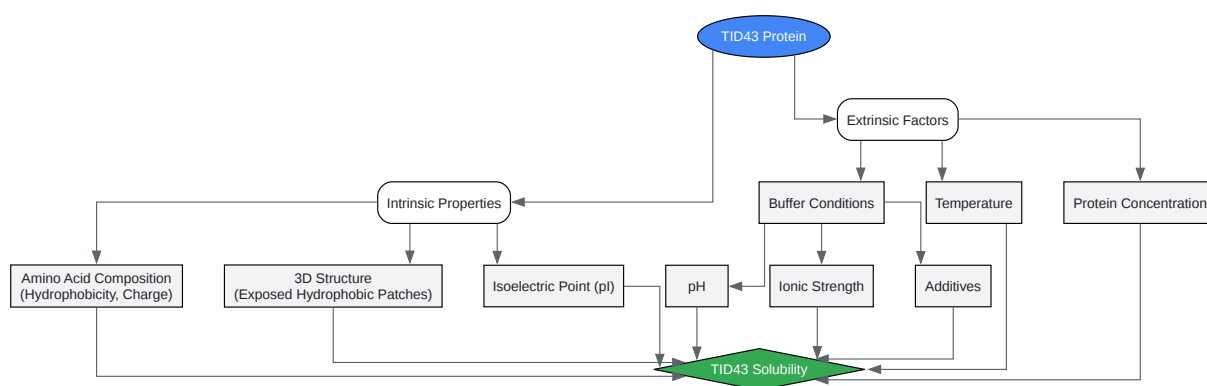 TID43 Protein
Extrinsic Factors
Intrinsic Properties
Buffer Conditions
Temperature
Protein Concentration
Amino Acid Composition
(Hydrophobicity, Charge)
3D Structure
(Exposed Hydrophobic Patches)
Isoelectric Point (pI)
pH
Ionic Strength
Additives
TID43 Solubility